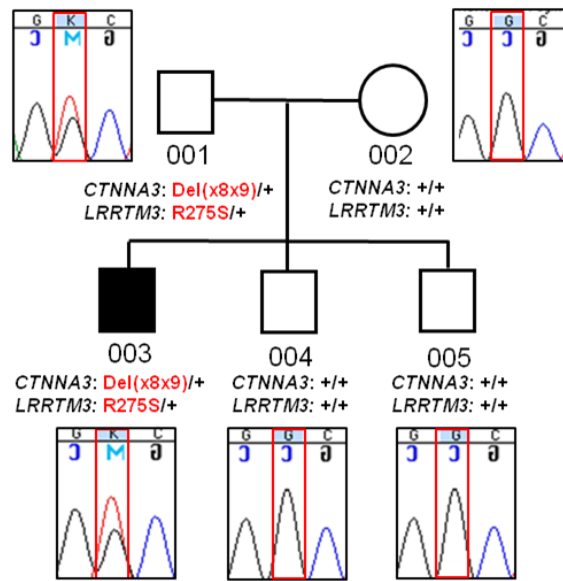 G K C
C M G
G G C
C C G
001
002
CTNNA3: Del(x8x9)/+
LRRTM3: R275S/+
CTNNA3: +/+
LRRTM3: +/+
003
004
005
CTNNA3: Del(x8x9)/+
LRRTM3: R275S/+
CTNNA3: +/+
LRRTM3: +/+
CTNNA3: +/+
LRRTM3: +/+
G K C
C M G
G G C
C C G
G G C
C C G